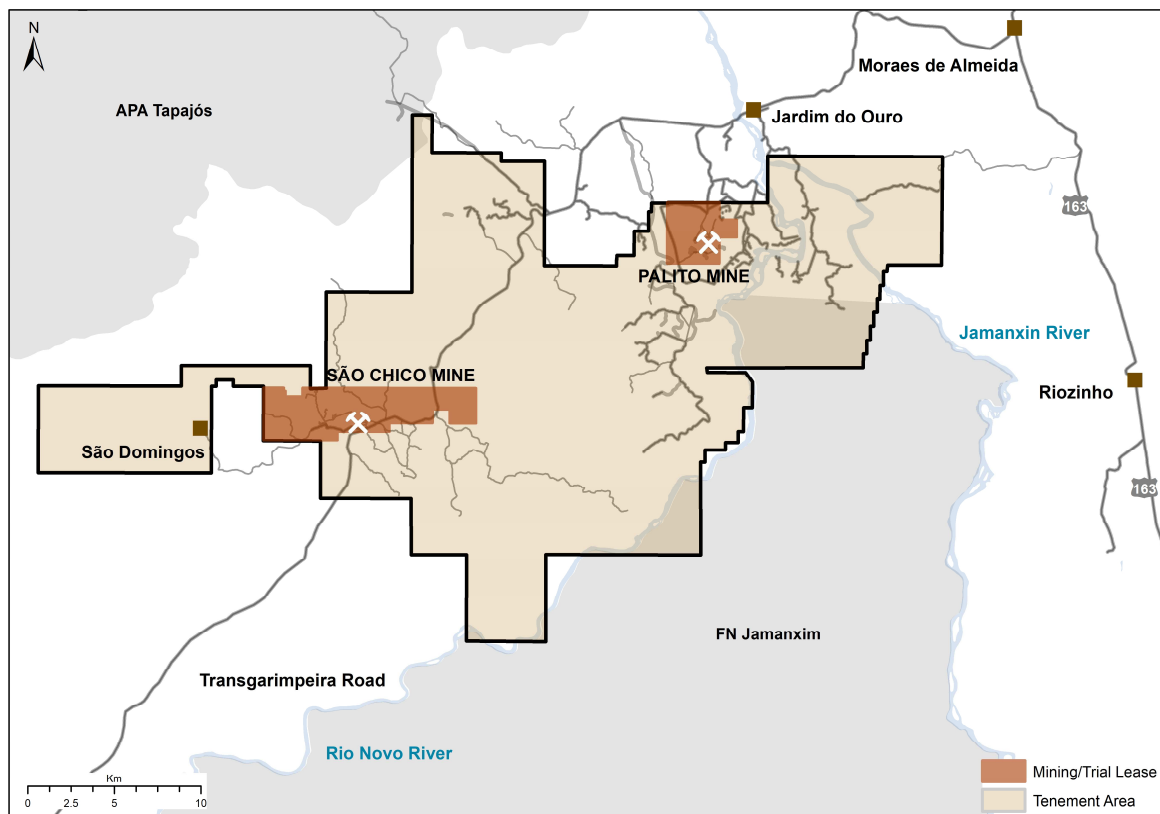 N
Moraes de Almeida
APA Tapajós
Jardim do Ouro
163
PALITO MINE
Jamanxin River
SÃO CHICO MINE
Riozinho
São Domingos
163
FN Jamanxim
Transgarimpeira Road
Rio Novo River
Km
0 2.5 5 10
Mining/Trial Lease
Tenement Area